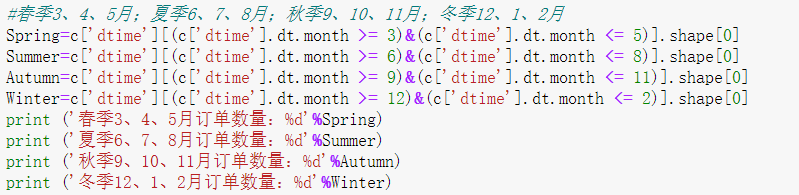 #春季3、4、5月；夏季6、7、8月；秋季9、10、11月；冬季12、1、2月
Spring=c['dtime'][(c['dtime'].dt.month >= 3)&(c['dtime'].dt.month <= 5)].shape[0]
Summer=c['dtime'][(c['dtime'].dt.month >= 6)&(c['dtime'].dt.month <= 8)].shape[0]
Autumn=c['dtime'][(c['dtime'].dt.month >= 9)&(c['dtime'].dt.month <= 11)].shape[0]
Winter=c['dtime'][(c['dtime'].dt.month >= 12)&(c['dtime'].dt.month <= 2)].shape[0]
print ('春季3、4、5月订单数量：%d'%Spring)
print ('夏季6、7、8月订单数量：%d'%Summer)
print ('秋季9、10、11月订单数量：%d'%Autumn)
print ('冬季12、1、2月订单数量：%d'%Winter)